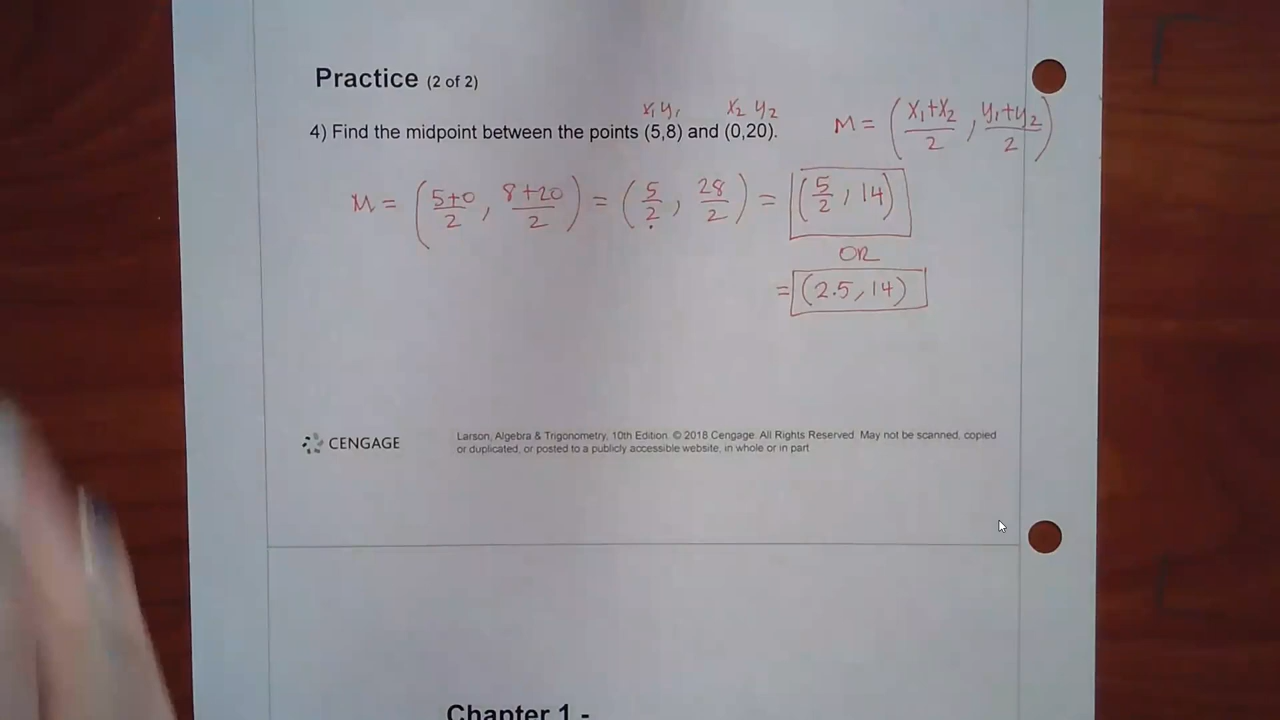 Practice (2 of 2)
x₁ y₁ x₂ y₂
4) Find the midpoint between the points (5,8) and (0,20).
M = ( x₁+x₂ / 2 , y₁+y₂ / 2 )
M = ( 5+0 / 2 , 8+20 / 2 ) = ( 5/2 , 28/2 ) = ( 5/2 , 14 )
OR
= (2.5, 14)
CENGAGE
Larson, Algebra & Trigonometry, 10th Edition. © 2018 Cengage. All Rights Reserved. May not be scanned, copied
or duplicated, or posted to a publicly accessible website, in whole or in part
Chapter 1 -